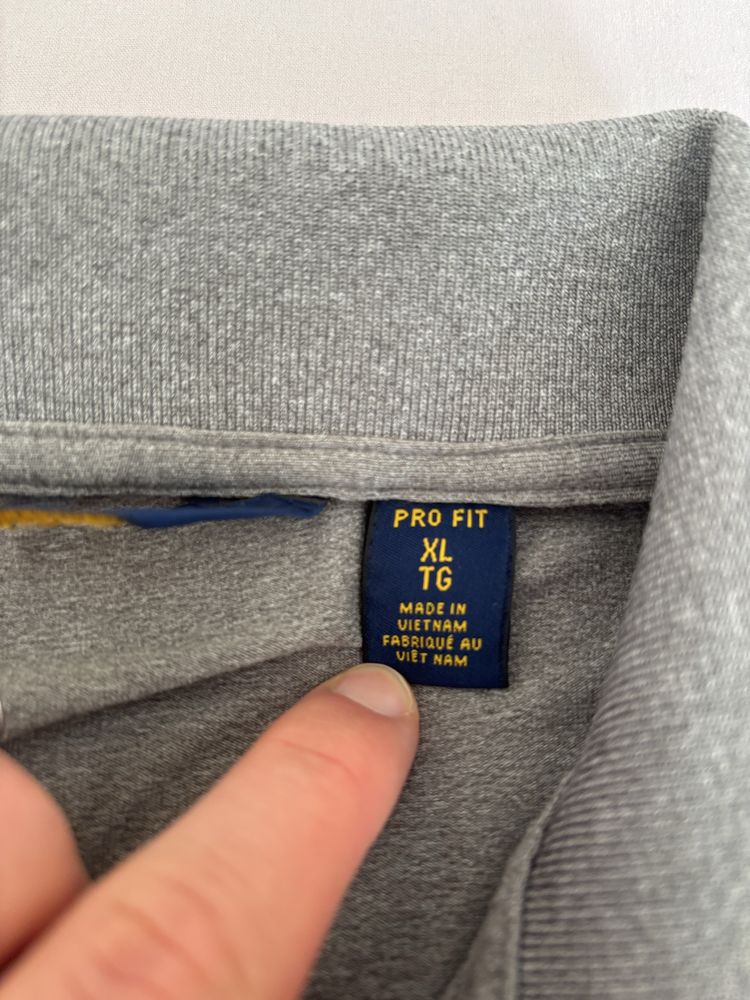 PRO FIT
XL
TG
MADE IN
VIETNAM
FABRIQUÉ AU
VIÊT NAM